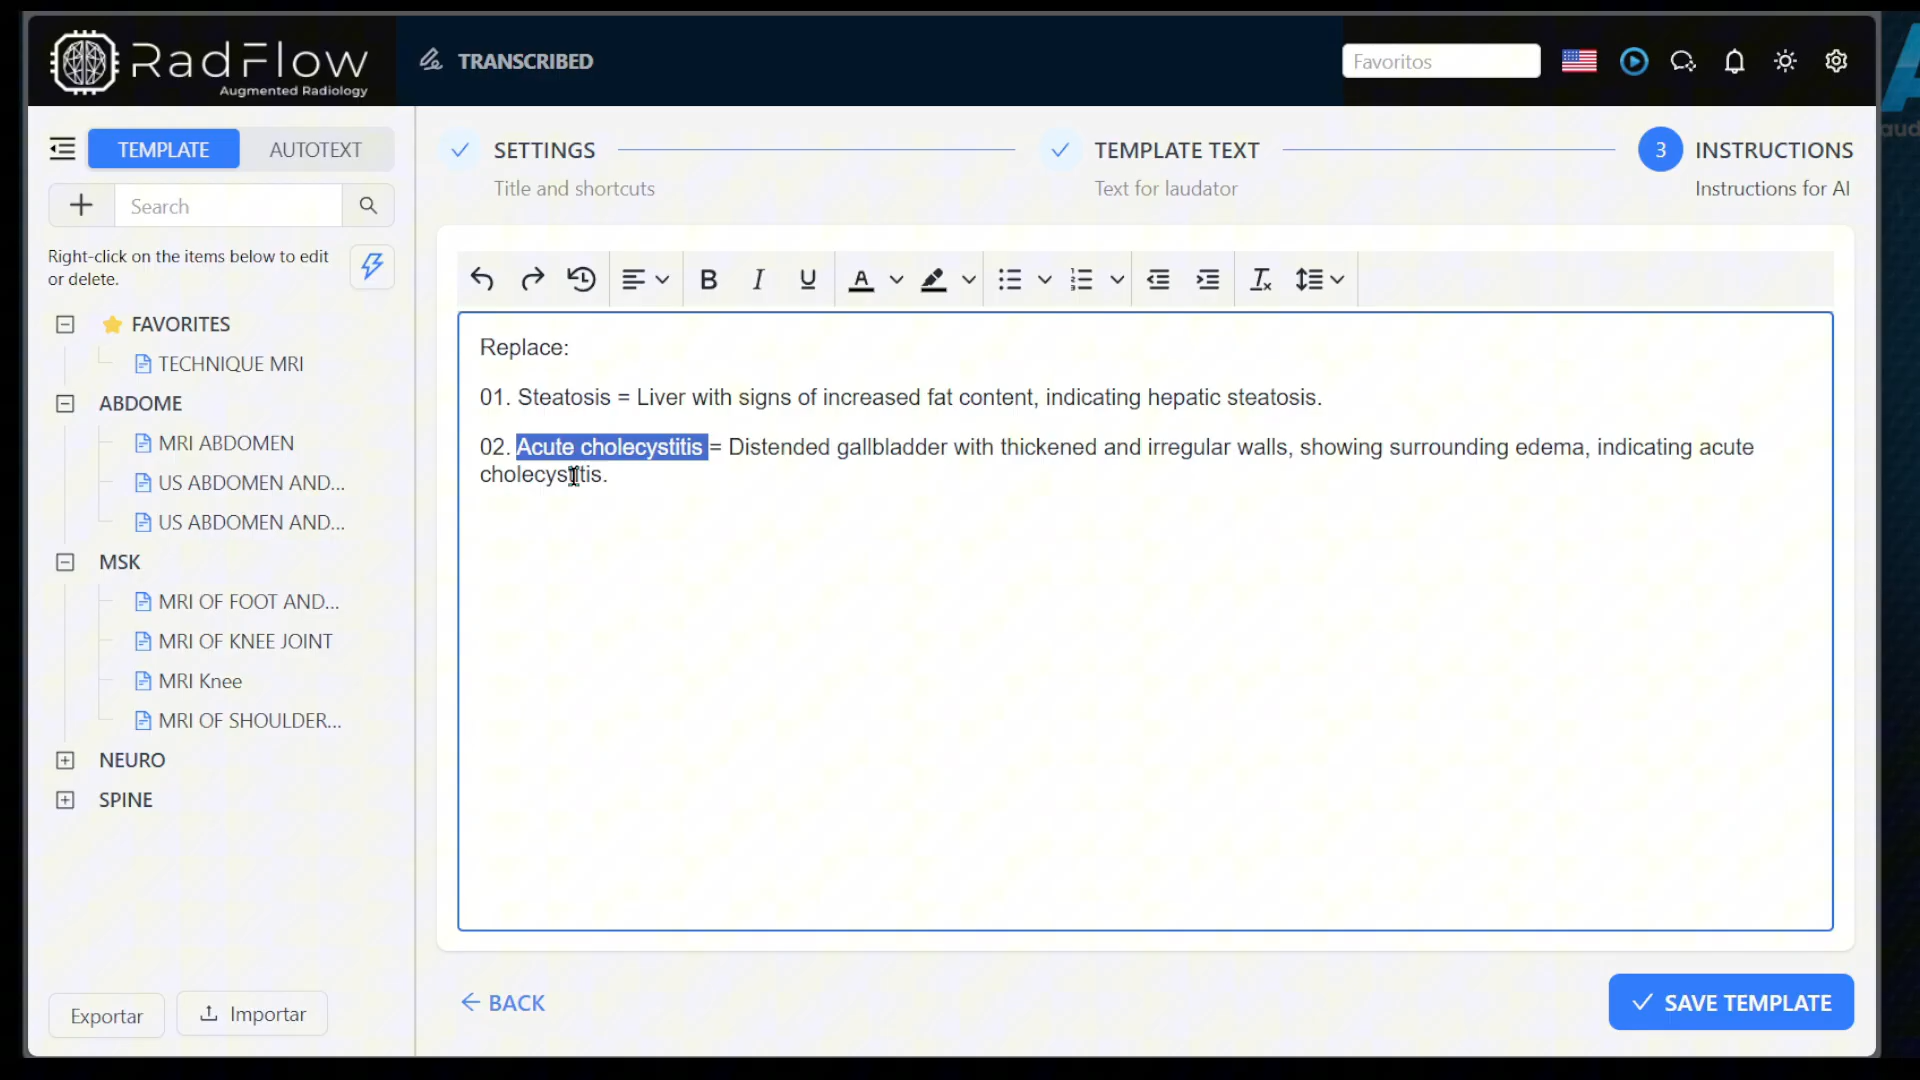 RadFlow
Augmented Radiology
TRANSCRIBED
Favoritos
TEMPLATE
AUTOTEXT
Search
Right-click on the items below to edit
or delete.
FAVORITES
TECHNIQUE MRI
ABDOME
MRI ABDOMEN
US ABDOMEN AND...
US ABDOMEN AND...
MSK
MRI OF FOOT AND...
MRI OF KNEE JOINT
MRI Knee
MRI OF SHOULDER...
NEURO
SPINE
Exportar
Importar
SETTINGS
Title and shortcuts
TEMPLATE TEXT
Text for laudator
3 INSTRUCTIONS
Instructions for AI
Replace:
01. Steatosis = Liver with signs of increased fat content, indicating hepatic steatosis.
02. Acute cholecystitis = Distended gallbladder with thickened and irregular walls, showing surrounding edema, indicating acute
cholecystitis.
BACK
SAVE TEMPLATE